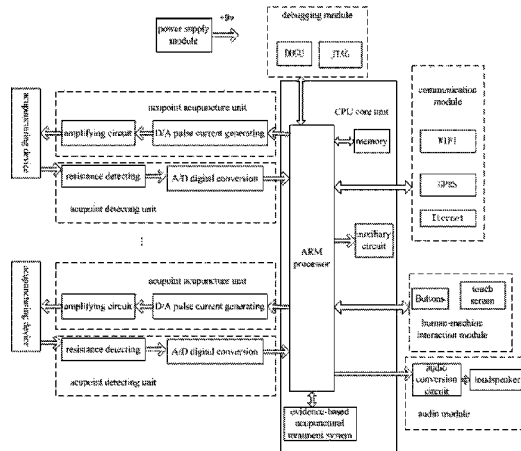 debugging module
power supply
module
+9v
DBGU
JTAG
acupoint acupuncture unit
amplifying circuit
D/A pulse current generating
acupuncturing device
resistance detecting
A/D digital conversion
acupoint detecting unit
CPU core unit
memory
communication
module
WIFI
GPRS
ARM
processor
auxiliary
circuit
acupoint acupuncture unit
amplifying circuit
D/A pulse current generating
acupuncturing device
resistance detecting
A/D digital conversion
acupoint detecting unit
Buttons
touch
screen
human-machine
interaction module
audio
conversion
circuit
loudspeaker
audio module
evidence-based
acupunctural
treatment system